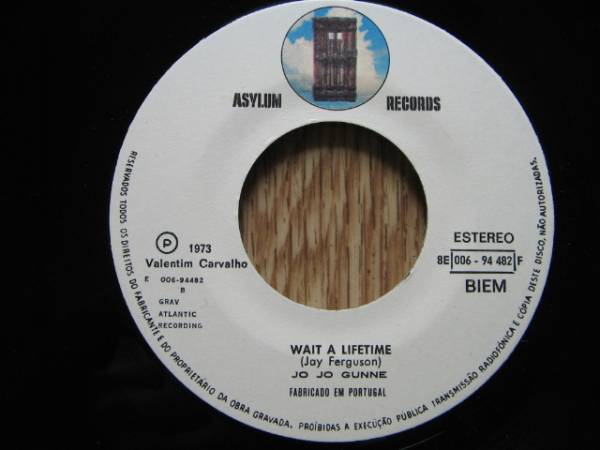 ASYLUM RECORDS
RESERVADOS TODOS OS DIREITOS DO FABRICANTE E DO PROPRIETÁRIO DA OBRA GRAVADA. PROÍBIDAS A EXECUÇÃO PÚBLICA TRANSMISSÃO RADIOFÓNICA E CÓPIA DESTE DISCO, NÃO AUTORIZADAS.
P 1973
Valentim Carvalho
E 006-94482
B
GRAV
ATLANTIC
RECORDING
ESTEREO
8E 006 - 94 482 F
BIEM
WAIT A LIFETIME
(Jay Ferguson)
JO JO GUNNE
FABRICADO EM PORTUGAL